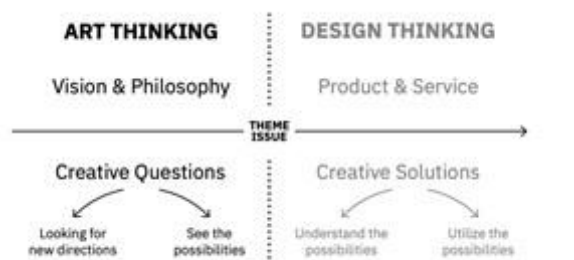 ART THINKING
DESIGN THINKING
Vision & Philosophy
Product & Service
THEME
ISSUE
Creative Questions
Creative Solutions
Looking for
new directions
See the
possibilities
Understand the
possibilities
Utilize the
possibilities